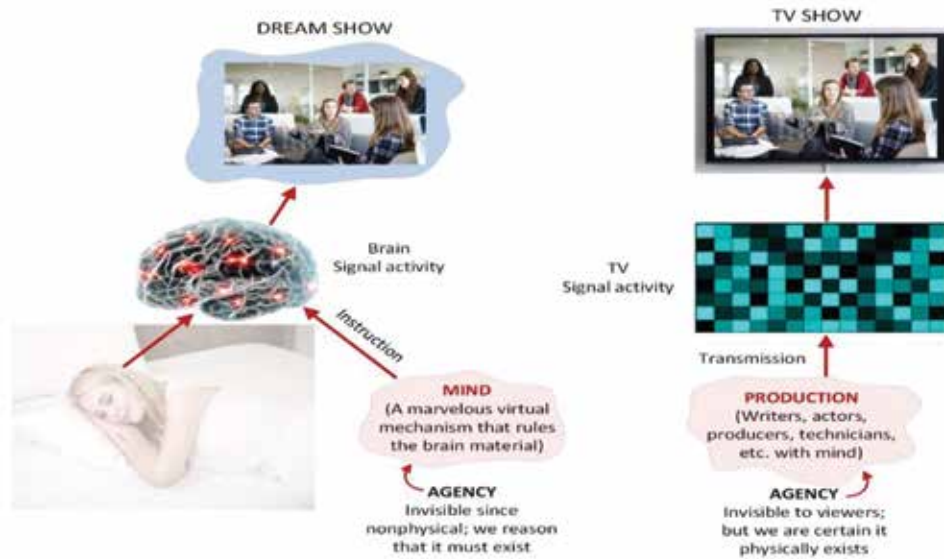 DREAM SHOW
Brain
Signal activity
Instruction
MIND
(A marvelous virtual
mechanism that rules
the brain material)
AGENCY
Invisible since
nonphysical; we reason
that it must exist
TV SHOW
TV
Signal activity
Transmission
PRODUCTION
(Writers, actors,
producers, technicians,
etc. with mind)
AGENCY
Invisible to viewers;
but we are certain it
physically exists